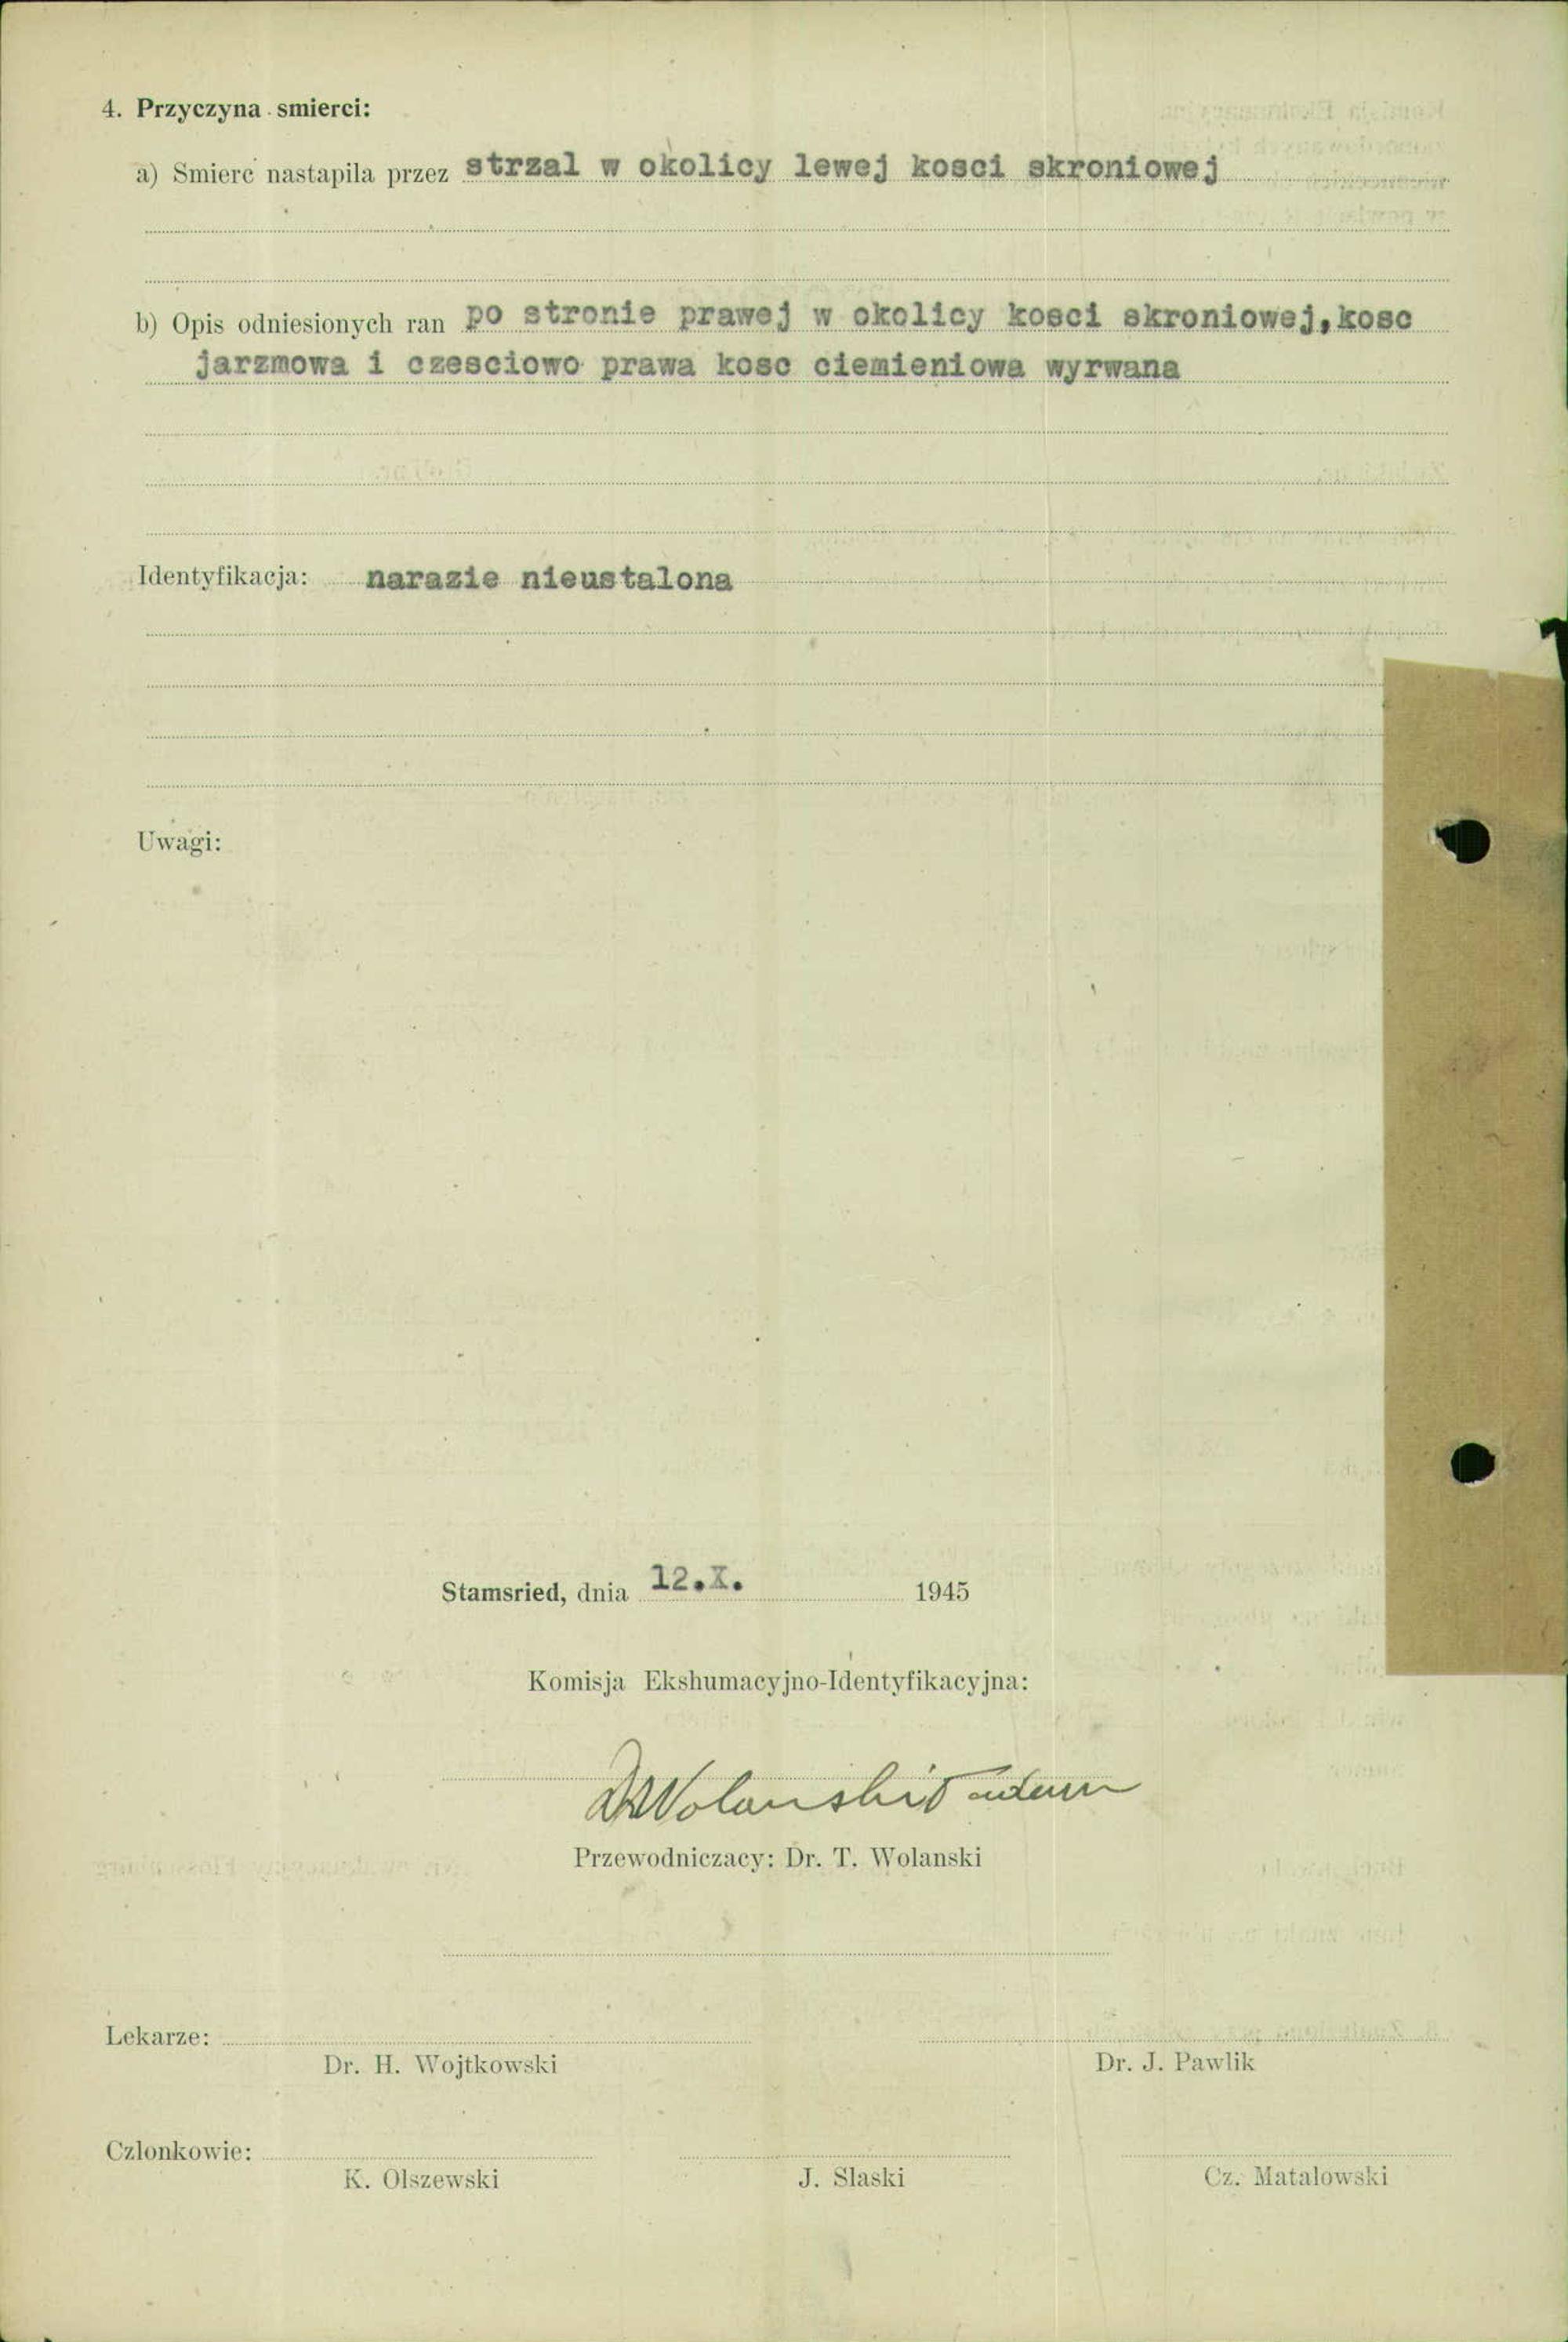 4. Przyczyna smierci:
a) Smierc nastapila przez strzal w okolicy lewej kosci skroniowej
b) Opis odniesionych ran po stronie prawej w okolicy kosci skroniowej,kosc
jarzmowa i czesciowo prawa kosc ciemieniowa wyrwana
Identyfikacja: narazie nieustalona
Uwagi:
Stamsried, dnia 12.X. 1945
Komisja Ekshumacyjno-Identyfikacyjna:
Dr Wolanski
Przewodniczacy: Dr. T. Wolanski
Lekarze:
Dr. H. Wojtkowski Dr. J. Pawlik
Czlonkowie:
K. Olszewski J. Slaski Cz. Matalowski